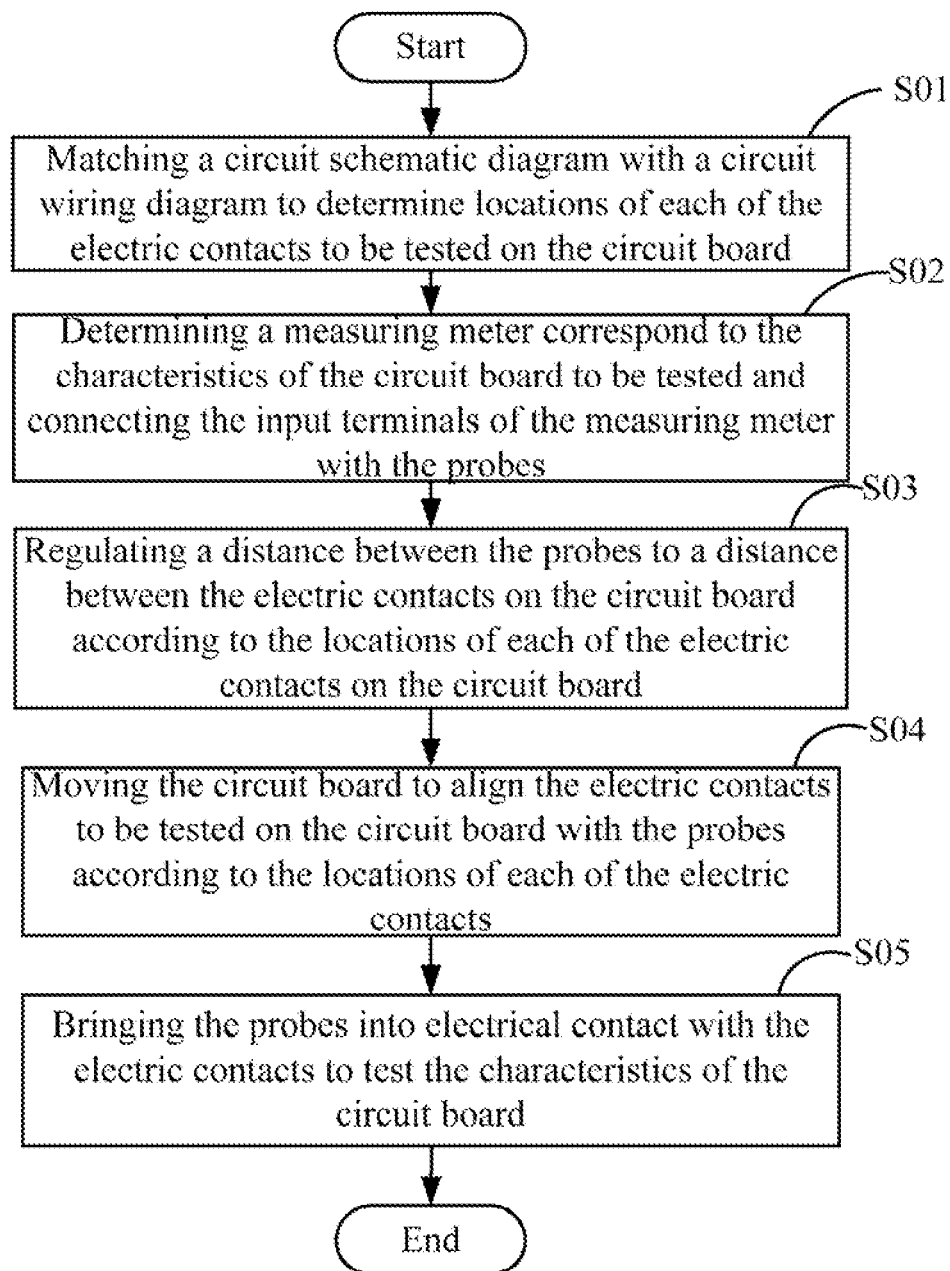 Start
S01
Matching a circuit schematic diagram with a circuit
wiring diagram to determine locations of each of the
electric contacts to be tested on the circuit board
S02
Determining a measuring meter correspond to the
characteristics of the circuit board to be tested and
connecting the input terminals of the measuring meter
with the probes
S03
Regulating a distance between the probes to a distance
between the electric contacts on the circuit board
according to the locations of each of the electric
contacts on the circuit board
S04
Moving the circuit board to align the electric contacts
to be tested on the circuit board with the probes
according to the locations of each of the electric
contacts
S05
Bringing the probes into electrical contact with the
electric contacts to test the characteristics of the
circuit board
End